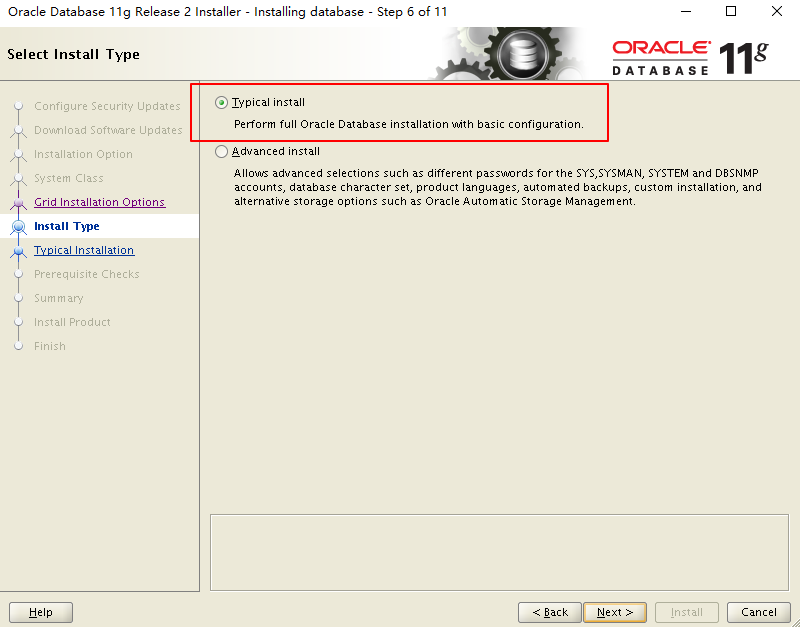 Oracle Database 11g Release 2 Installer - Installing database - Step 6 of 11
Select Install Type
ORACLE
DATABASE
11g
Configure Security Updates
Download Software Updates
Installation Option
System Class
Grid Installation Options
Install Type
Typical Installation
Prerequisite Checks
Summary
Install Product
Finish
Typical install
Perform full Oracle Database installation with basic configuration.
Advanced install
Allows advanced selections such as different passwords for the SYS,SYSMAN, SYSTEM and DBSNMP
accounts, database character set, product languages, automated backups, custom installation, and
alternative storage options such as Oracle Automatic Storage Management.
Help
< Back
Next >
Install
Cancel